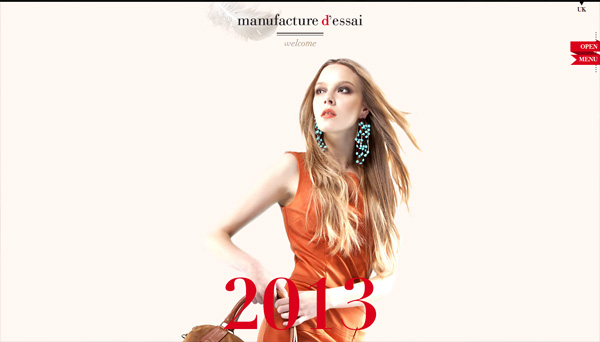 UK
manufacture d'essai
welcome
OPEN
MENU
2013